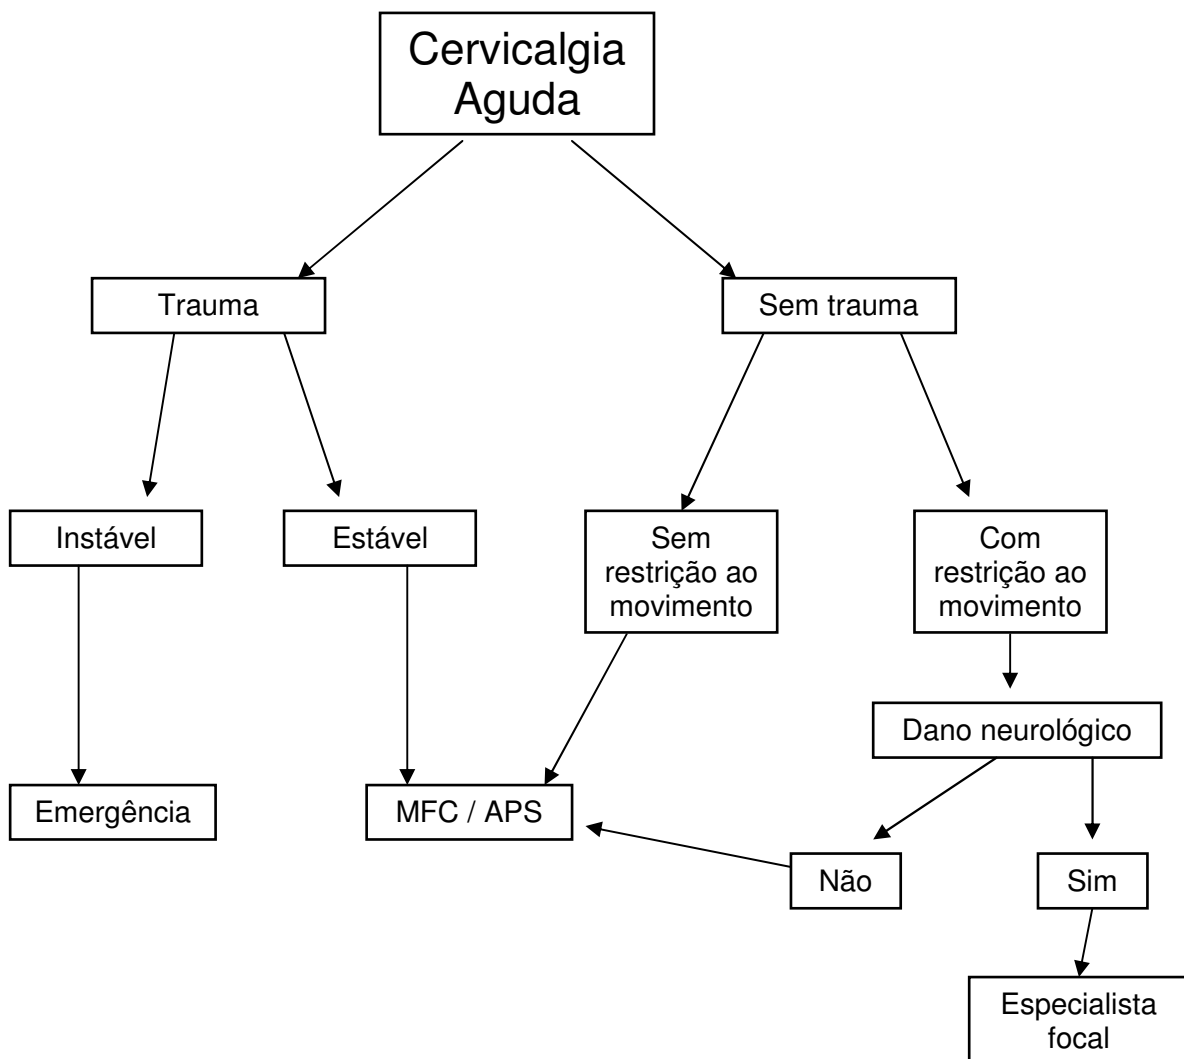 Cervicalgia
Aguda
Trauma
Sem trauma
Instável
Estável
Sem
restrição ao
movimento
Com
restrição ao
movimento
Dano neurológico
Emergência
MFC / APS
Não
Sim
Especialista
focal